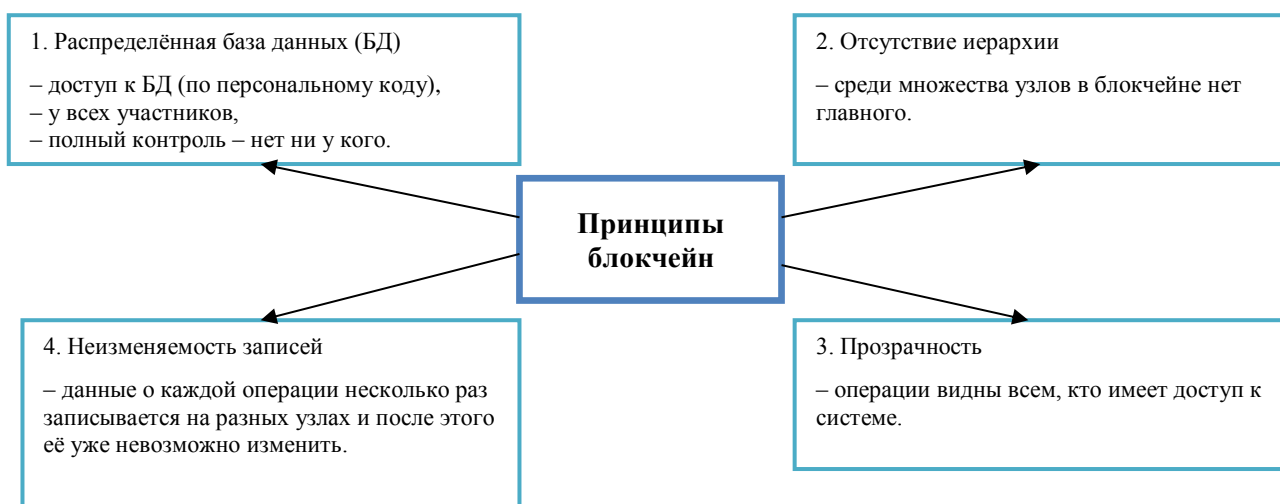 1. Распределённая база данных (БД)
– доступ к БД (по персональному коду),
– у всех участников,
– полный контроль – нет ни у кого.
2. Отсутствие иерархии
– среди множества узлов в блокчейне нет
главного.
Принципы
блокчейн
4. Неизменяемость записей
– данные о каждой операции несколько раз
записывается на разных узлах и после этого
её уже невозможно изменить.
3. Прозрачность
– операции видны всем, кто имеет доступ к
системе.